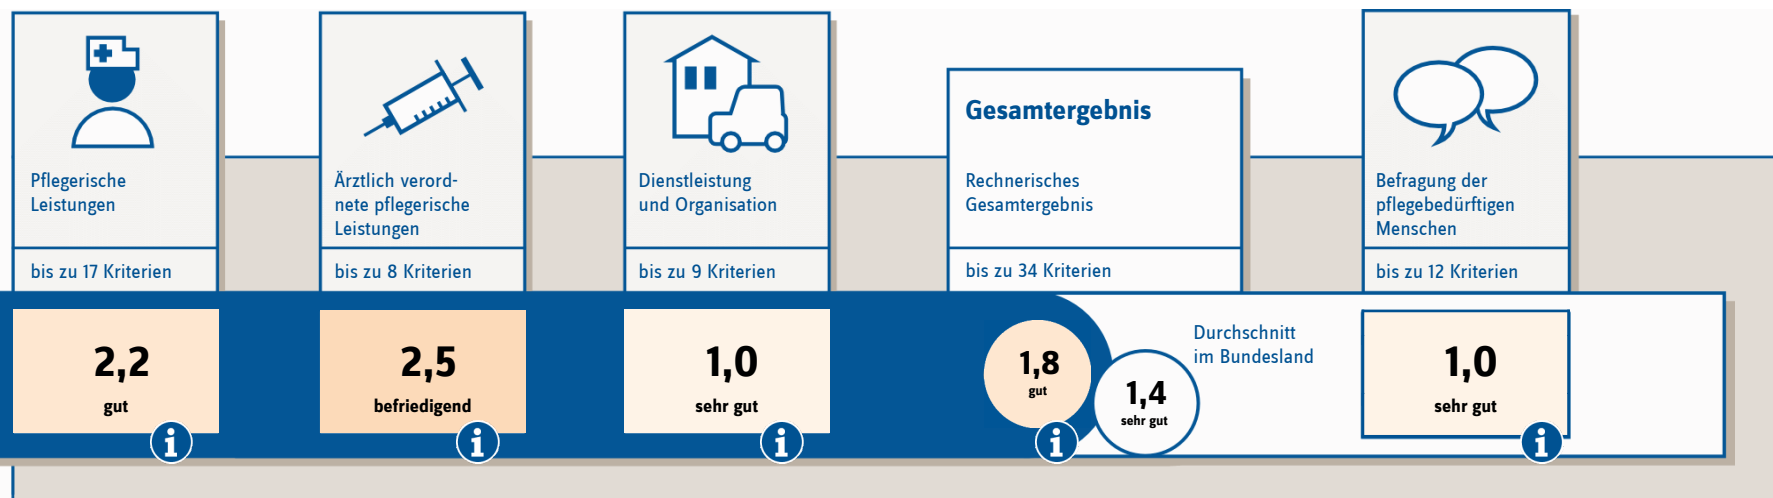 Pflegerische
Leistungen
bis zu 17 Kriterien
2,2
gut
i
Ärztlich verord-
nete pflegerische
Leistungen
bis zu 8 Kriterien
2,5
befriedigend
i
Dienstleistung
und Organisation
bis zu 9 Kriterien
1,0
sehr gut
i
Gesamtergebnis
Rechnerisches
Gesamtergebnis
bis zu 34 Kriterien
1,8
gut
i
1,4
sehr gut
Durchschnitt
im Bundesland
Befragung der
pflegebedürftigen
Menschen
bis zu 12 Kriterien
1,0
sehr gut
i